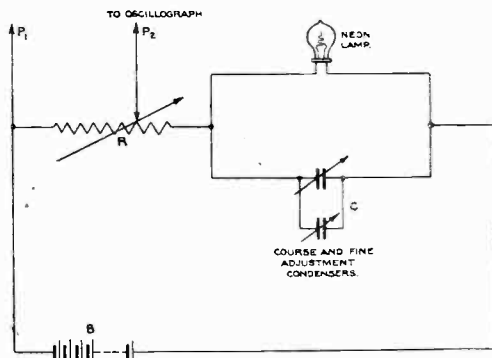 TO OSCILLOGRAPH
P1
P2
NEON
LAMP.
R
C
COURSE AND FINE
ADJUSTMENT
CONDENSERS.
B